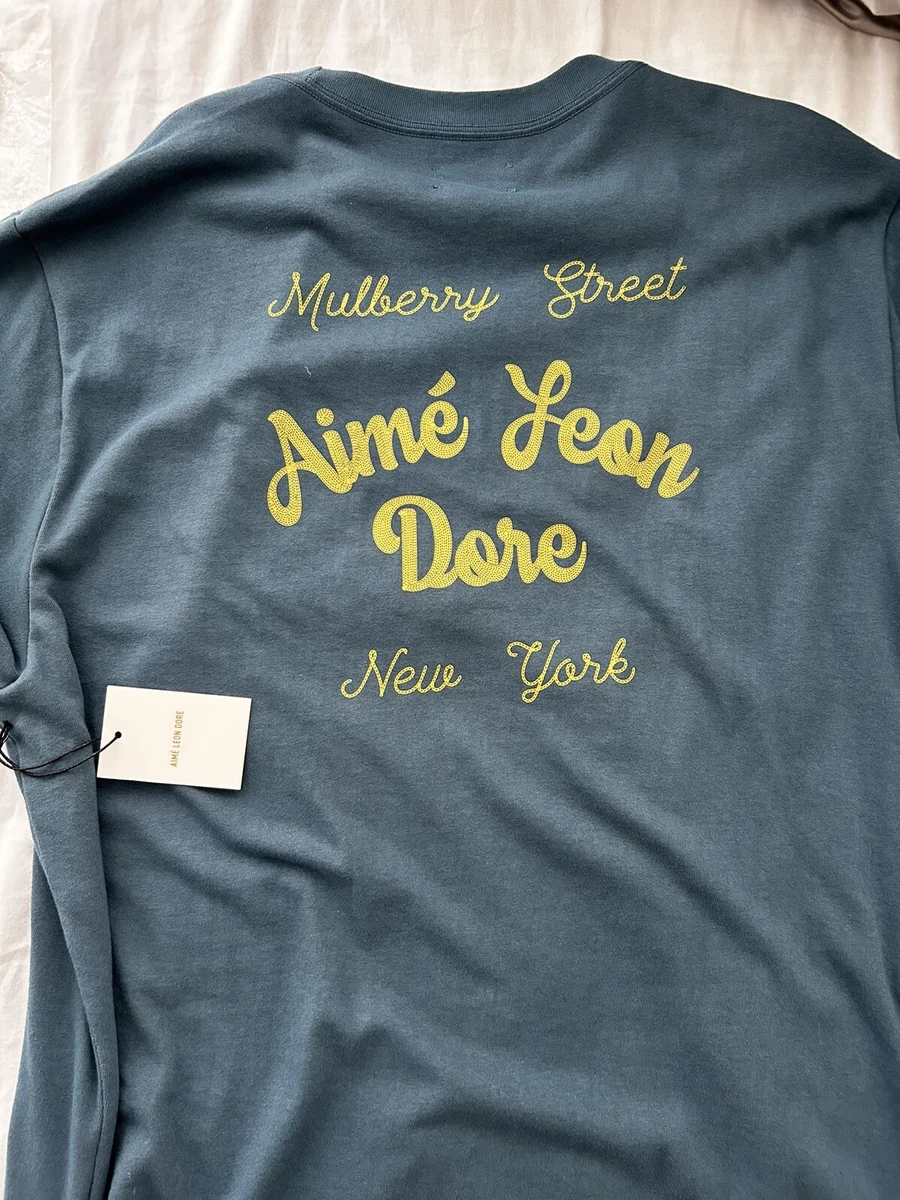 Mulberry Street
Aimé Leon
Dore
New York
AIMÉ LEON DORE